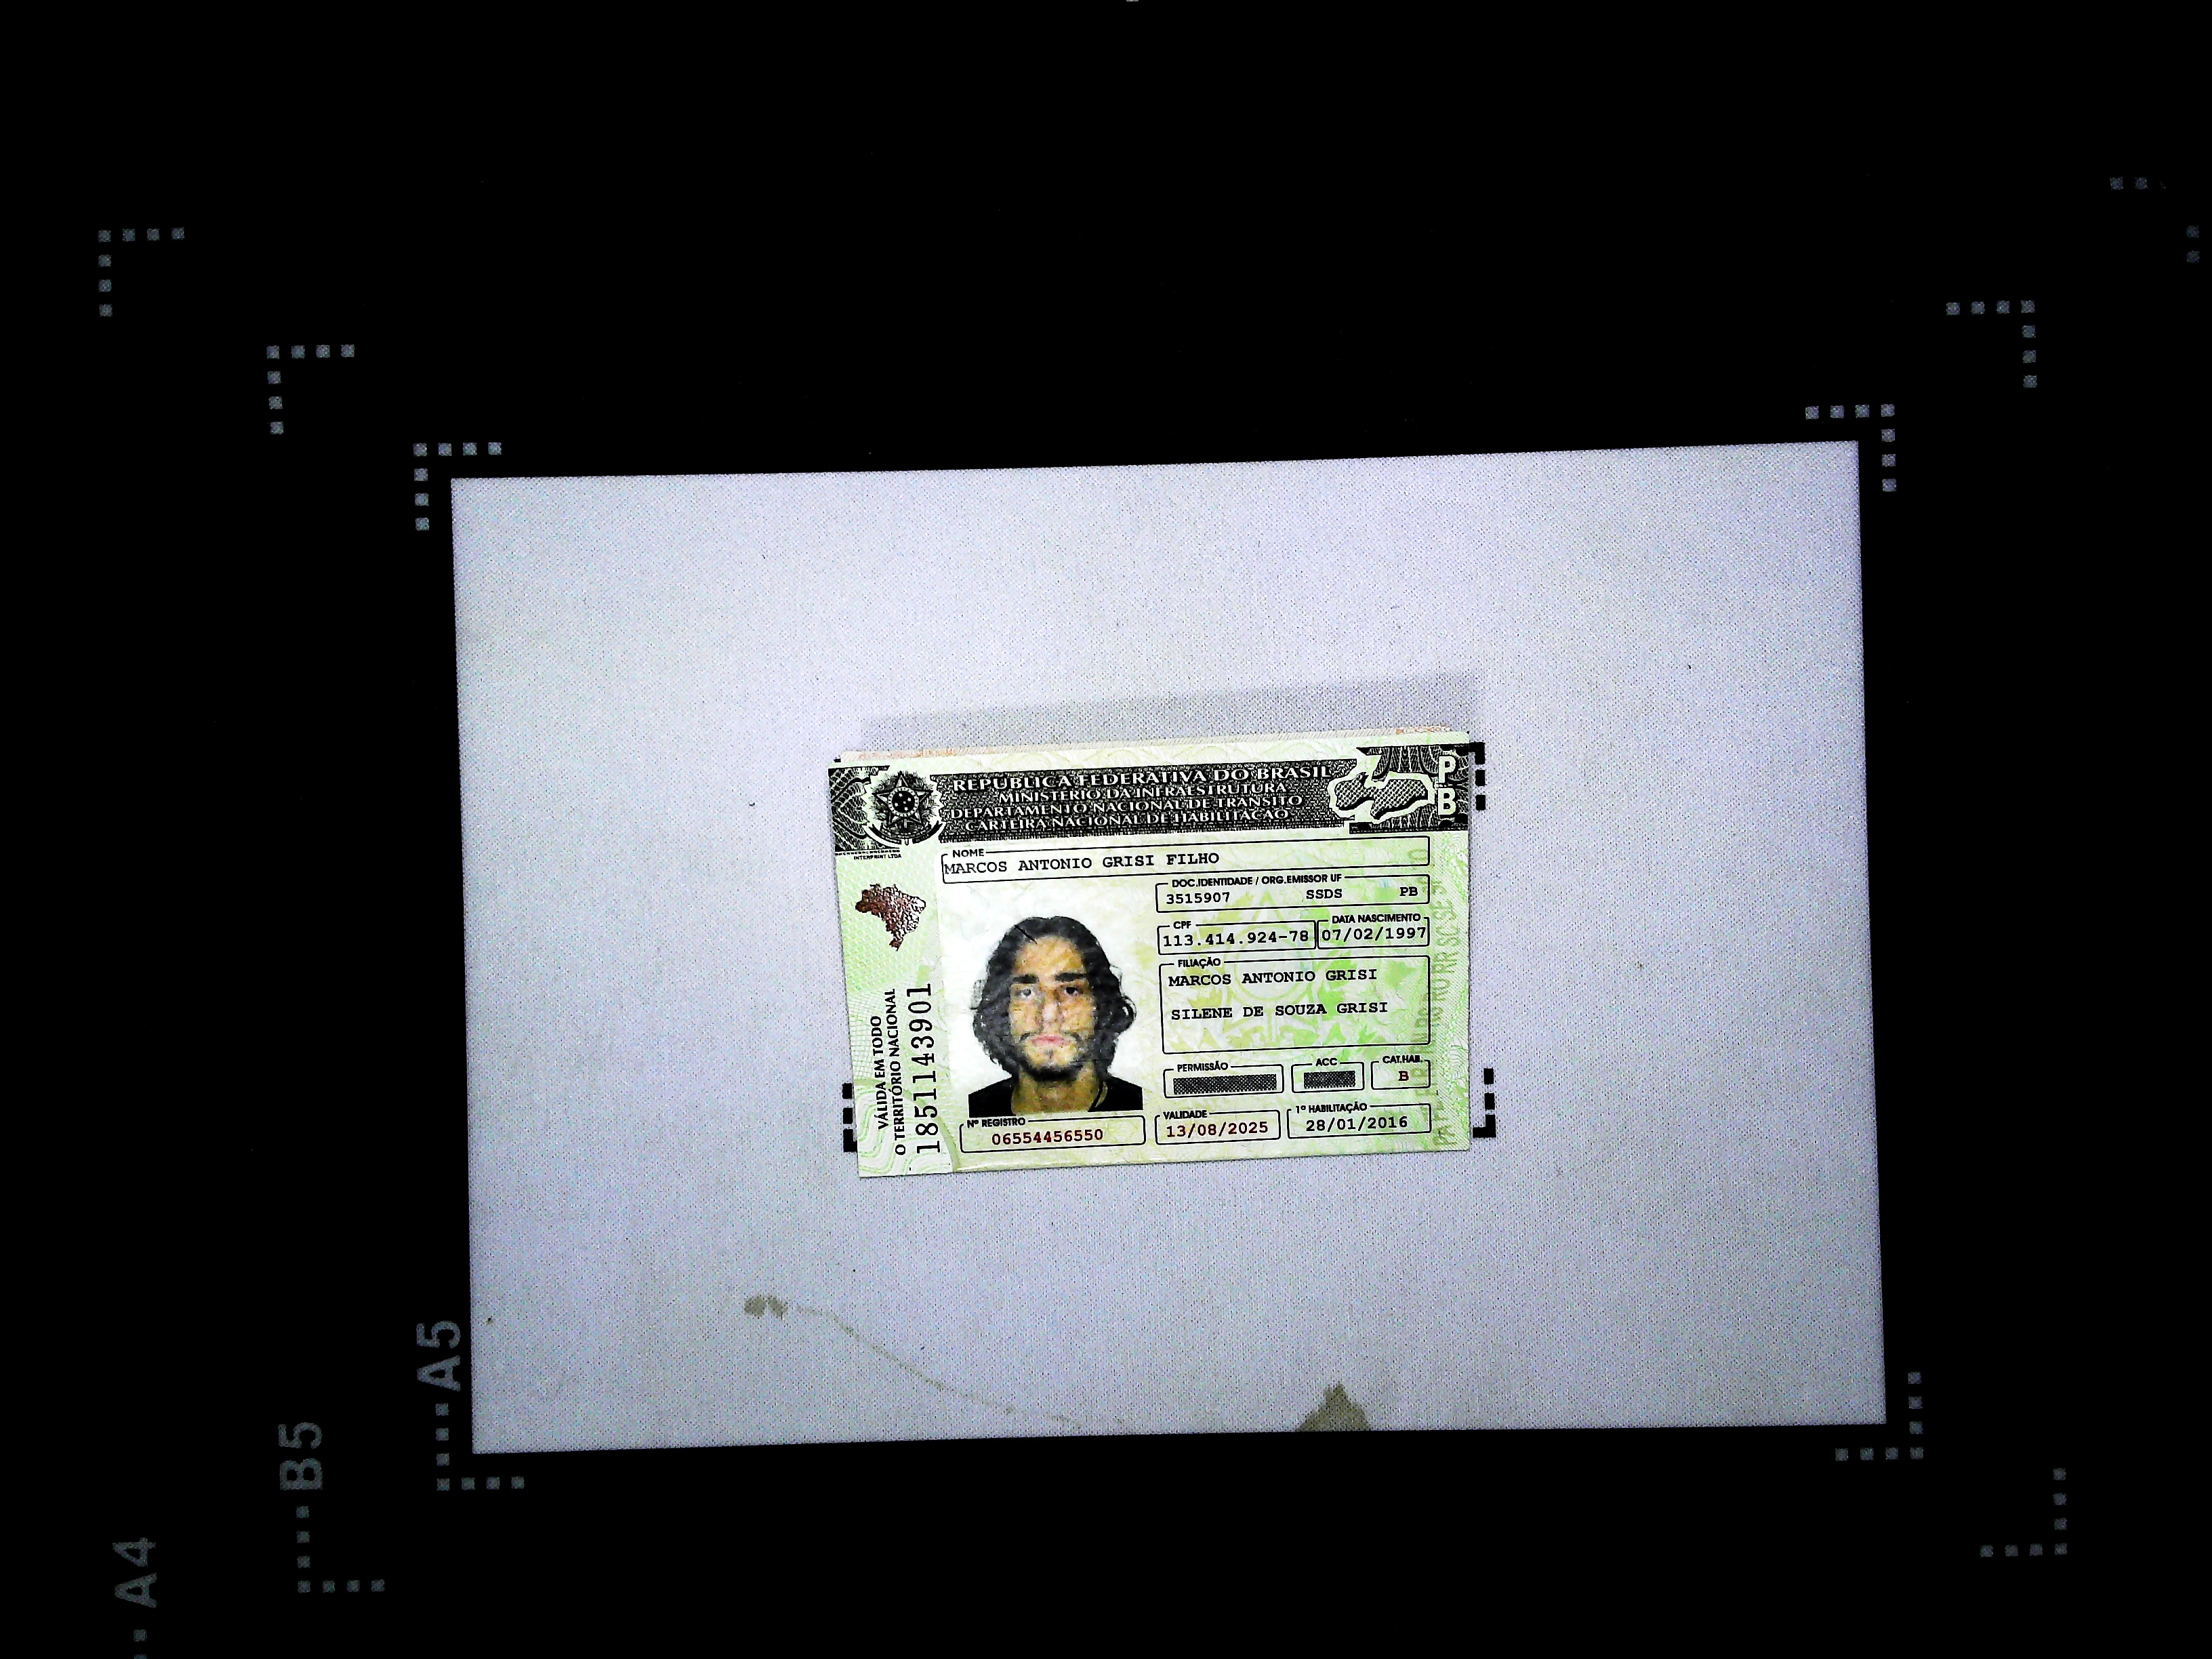 REPÚBLICA FEDERATIVA DO BRASIL
MINISTÉRIO DA INFRAESTRUTURA
DEPARTAMENTO NACIONAL DE TRÂNSITO
CARTEIRA NACIONAL DE HABILITAÇÃO
P
B
INTERPRINT LTDA
NOME
MARCOS ANTONIO GRISI FILHO
DOC.IDENTIDADE / ORG.EMISSOR UF
3515907 SSDS PB
CPF
113.414.924-78
DATA NASCIMENTO
07/02/1997
FILIAÇÃO
MARCOS ANTONIO GRISI
SILENE DE SOUZA GRISI
PERMISSÃO
ACC
CAT.HAB.
B
Nº REGISTRO
06554456550
VALIDADE
13/08/2025
1º HABILITAÇÃO
28/01/2016
VÁLIDA EM TODO
O TERRITÓRIO NACIONAL
1851143901
A5
B5
A4